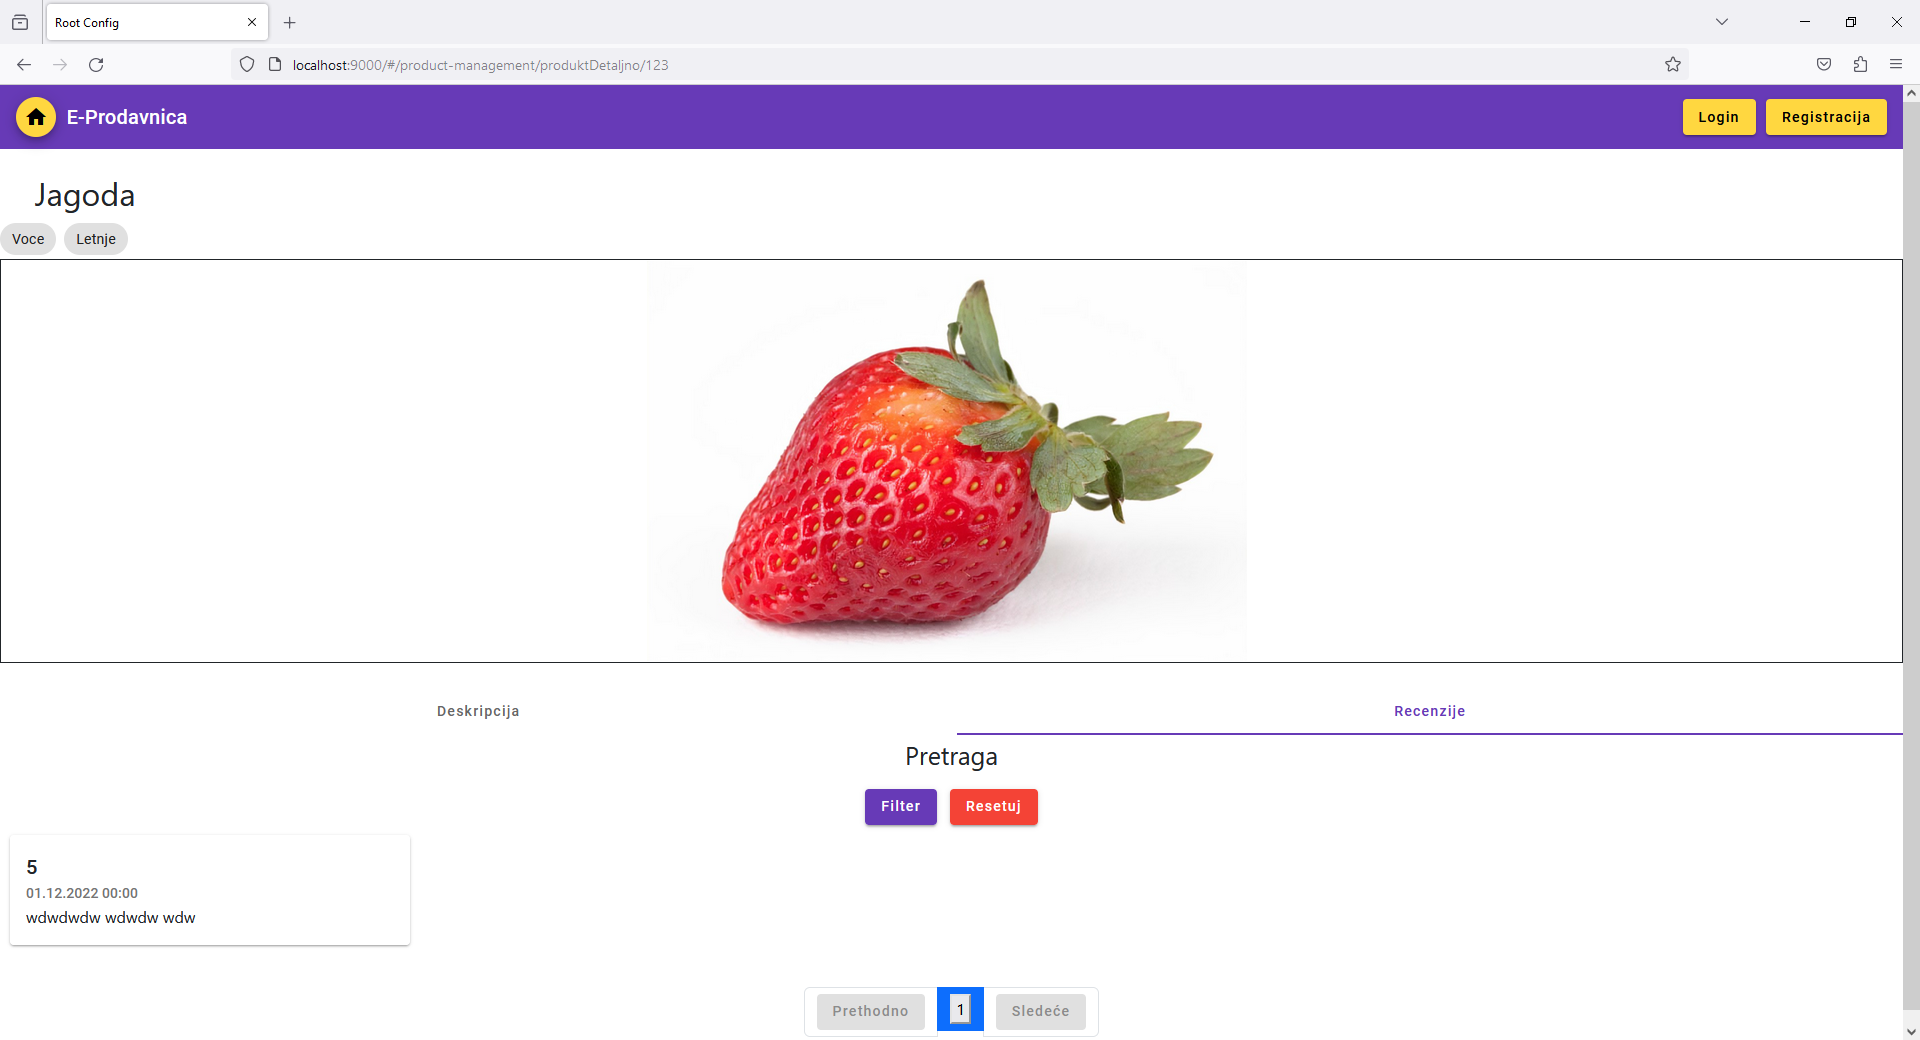 Root Config
localhost:9000/#/product-management/produktDetaljno/123
E-Prodavnica
Login
Registracija
Jagoda
Voce
Letnje
Deskripcija
Recenzije
Pretraga
Filter
Resetuj
5
01.12.2022 00:00
wdwdwdw wdwdw wdw
Prethodno
1
Sledeće